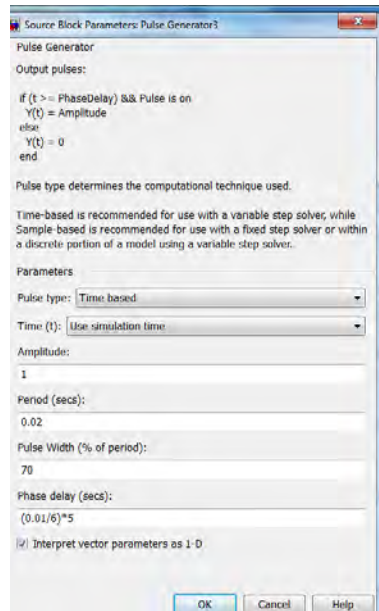 Source Block Parameters: Pulse Generator3
Pulse Generator
Output pulses:
if (t >= PhaseDelay) && Pulse is on
Y(t) = Amplitude
else
Y(t) = 0
end
Pulse type determines the computational technique used.
Time-based is recommended for use with a variable step solver, while
Sample-based is recommended for use with a fixed step solver or within
a discrete portion of a model using a variable step solver.
Parameters
Pulse type: Time based
Time (t): Use simulation time
Amplitude:
1
Period (secs):
0.02
Pulse Width (% of period):
70
Phase delay (secs):
(0.01/6)*5
Interpret vector parameters as 1-D
OK Cancel Help